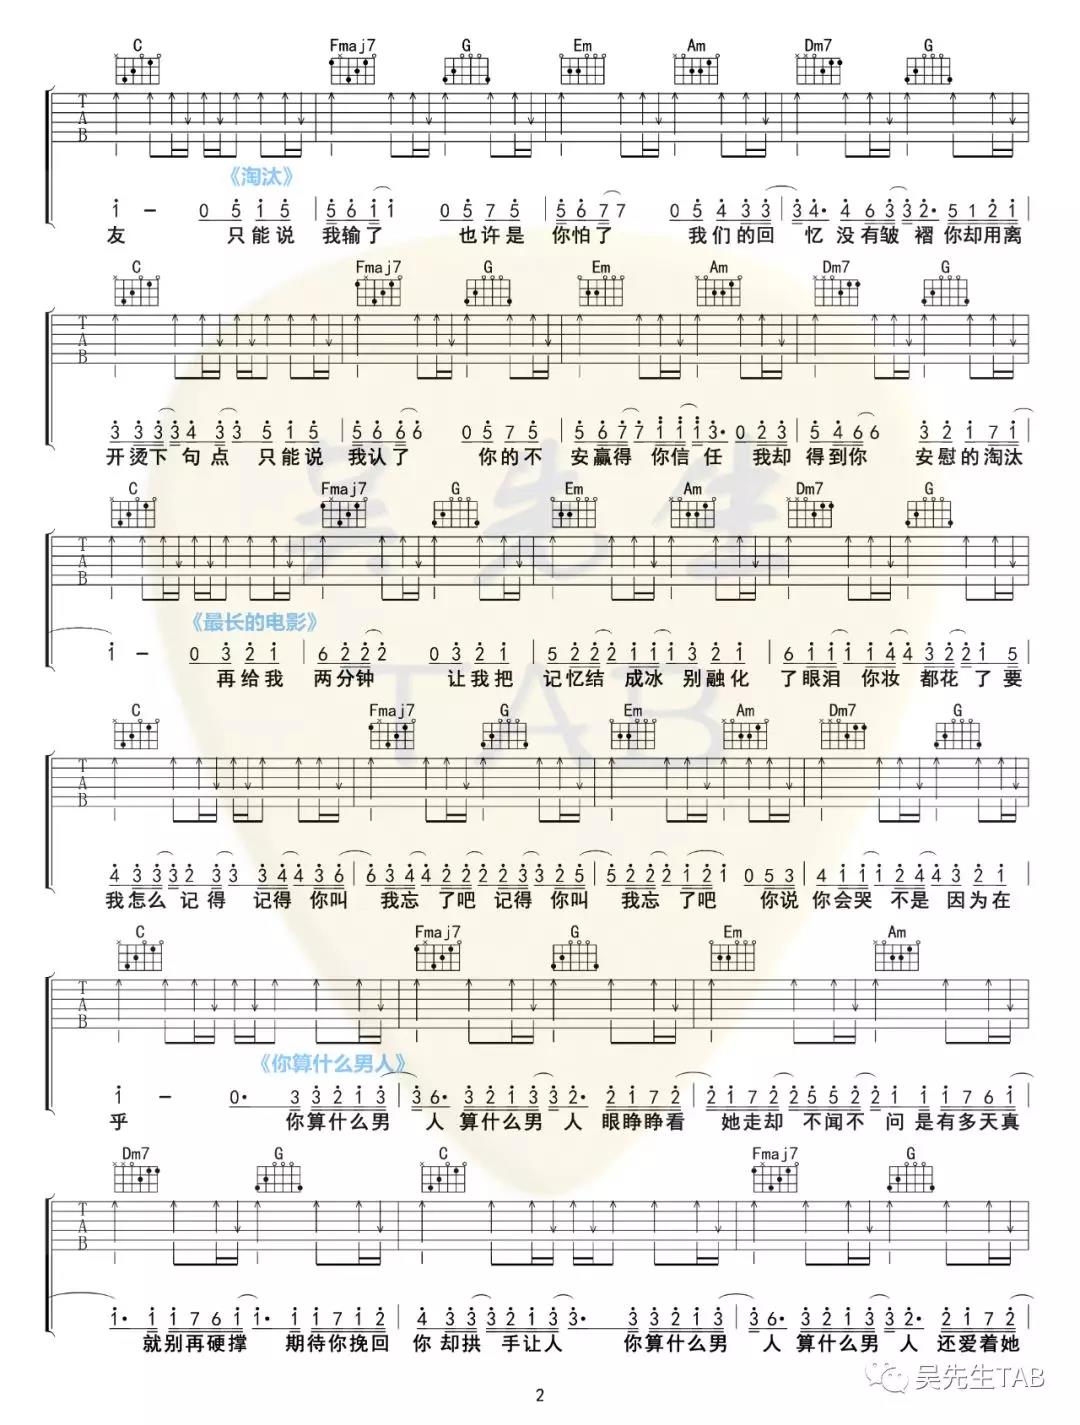 C Fmaj7 G Em Am Dm7 G
T
A
B
《淘汰》
1 — 0 5 1 5 | 5 6 1 1 0 5 7 5 | 5 6 7 7 0 5 4 3 3 | 3 4· 4 6 3 3 2· 5 1 2 1
友 只能说 我输了 也许是 你怕了 我们的回 忆没有皱 褶你却用离
C Fmaj7 G Em Am Dm7 G
T
A
B
3 3 3 3 4 3 3 5 1 5 | 5 6 6 6 0 5 7 5 | 5 6 7 7 1 1 1 3· 0 2 3 | 5 4 6 6 3 2 1 7 1
开烫下 句点 只能说 我认了 你的不 安赢得 你信任 我却 得到你 安慰的淘汰
C Fmaj7 G Em Am Dm7 G
T
A
B
《最长的电影》
1 — 0 3 2 1 | 6 2 2 2 0 3 2 1 | 5 2 2 2 1 1 1 1 3 2 1 | 6 1 1 1 1 4 4 3 2 2 1 5
再给我 两分钟 让我把 记忆结 成冰 别融化 了眼泪 你妆 都花了要
C Fmaj7 G Em Am Dm7 G
T
A
B
4 3 3 3 2 3 3 3 4 4 3 6 | 6 3 4 4 2 2 2 2 2 3 3 2 | 5 2 2 2 2 1 2 1 0 5 3 | 4 1 1 1 2 4 4 3 2 1
我怎么 记得 记得 你叫 我忘 了吧 记得 你叫 我忘 了吧 你说 你会哭 不是 因为在
C Fmaj7 G Em Am
T
A
B
《你算什么男人》
1 — 0· 3 3 2 1 3 | 3 6· 3 2 1 3 3 2· 2 1 7 2 | 2 1 7 2 2 5 5 2 2 1 1 1 7 6 1
乎 你算什么男 人 算什么男 人 眼睁睁看 她走却 不闻不 问是有多天真
Dm7 G C Fmaj7 G
T
A
B
1· 1 1 7 6 1 1· 1 1 7 1 2 | 4 3 3 3 2 1 3 3· 3 3 2 1 3 | 3 6· 3 2 1 3 3 2· 2 1 7 2
就别再硬撑 期待你挽回 你却拱 手让人 你算什么男 人 算什么男 人 还爱着她
吴先生
TAB
吴先生TAB
2